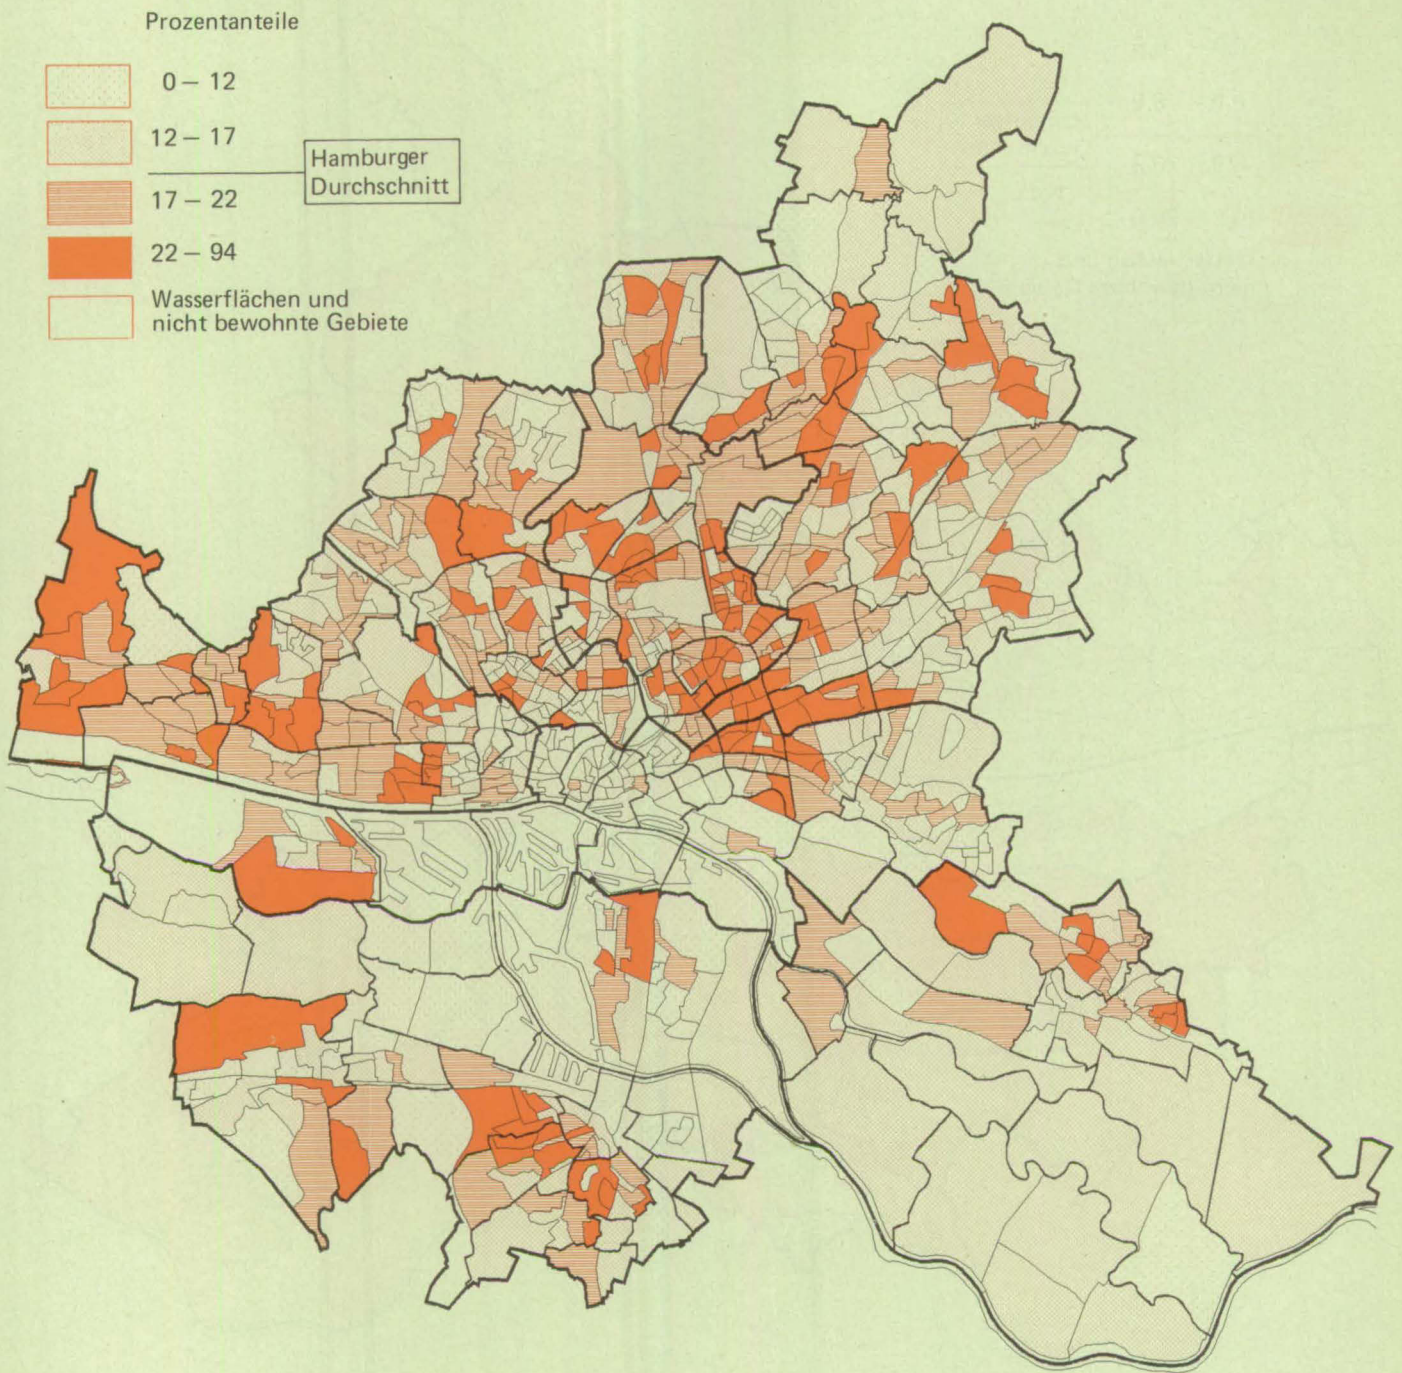 Prozentanteile
0 – 12
12 – 17
Hamburger
Durchschnitt
17 – 22
22 – 94
Wasserflächen und
nicht bewohnte Gebiete